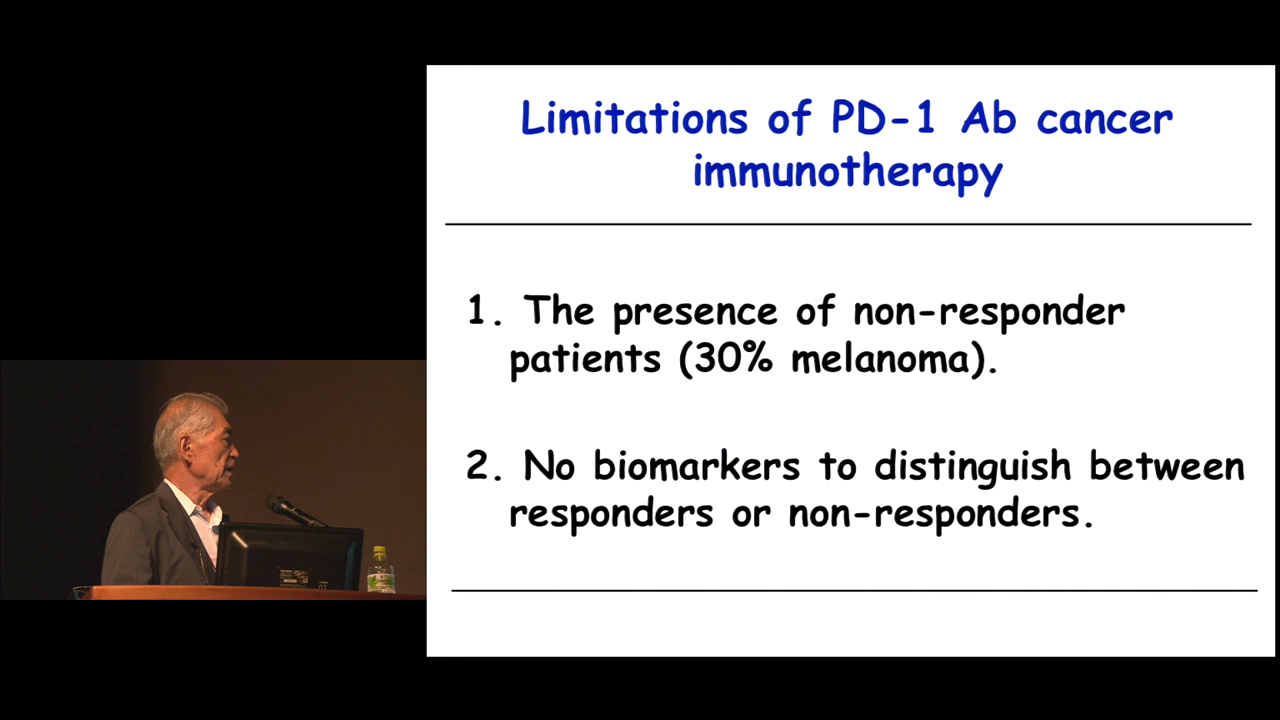 Limitations of PD-1 Ab cancer
immunotherapy
1. The presence of non-responder
patients (30% melanoma).
2. No biomarkers to distinguish between
responders or non-responders.